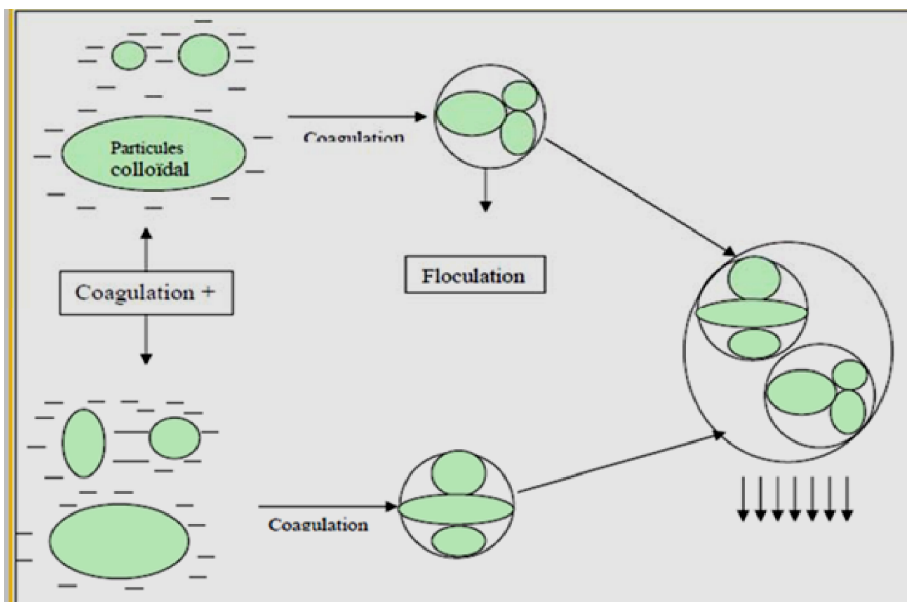 Particules
colloïdal
Coagulation
Coagulation +
Floculation
Coagulation